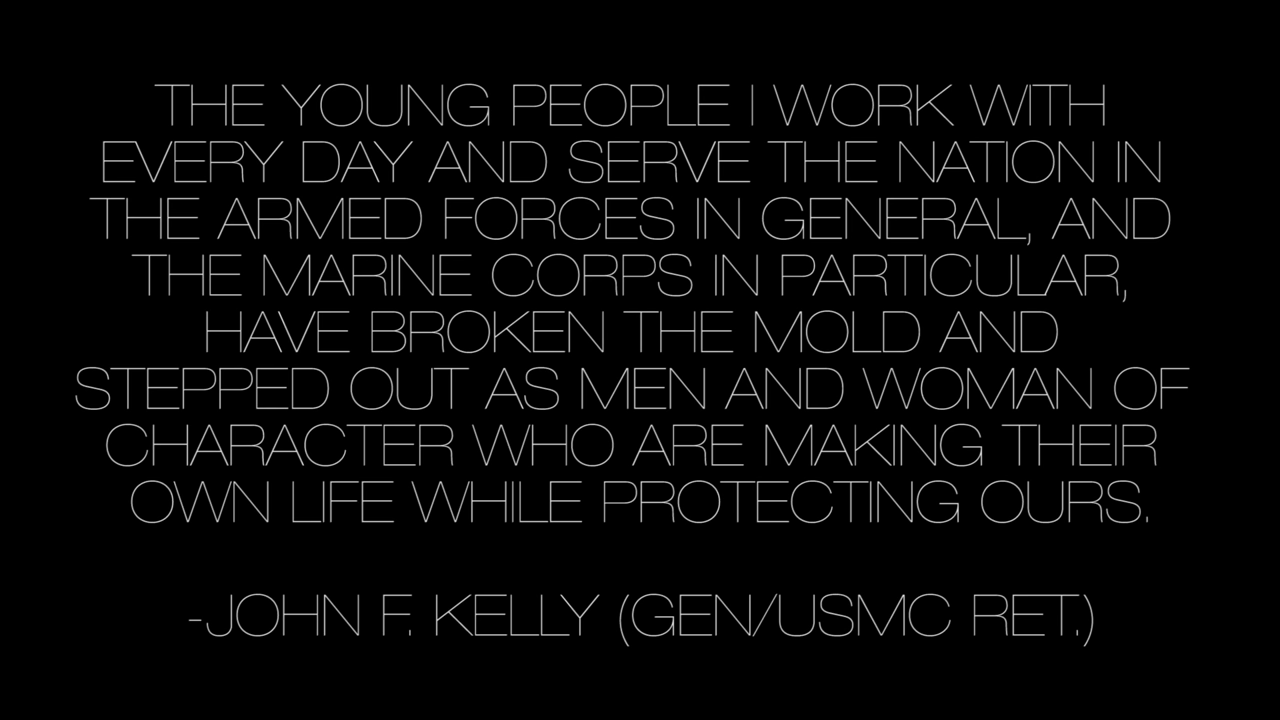 THE YOUNG PEOPLE I WORK WITH
EVERY DAY AND SERVE THE NATION IN
THE ARMED FORCES IN GENERAL, AND
THE MARINE CORPS IN PARTICULAR,
HAVE BROKEN THE MOLD AND
STEPPED OUT AS MEN AND WOMAN OF
CHARACTER WHO ARE MAKING THEIR
OWN LIFE WHILE PROTECTING OURS.
-JOHN F. KELLY (GEN/USMC RET.)